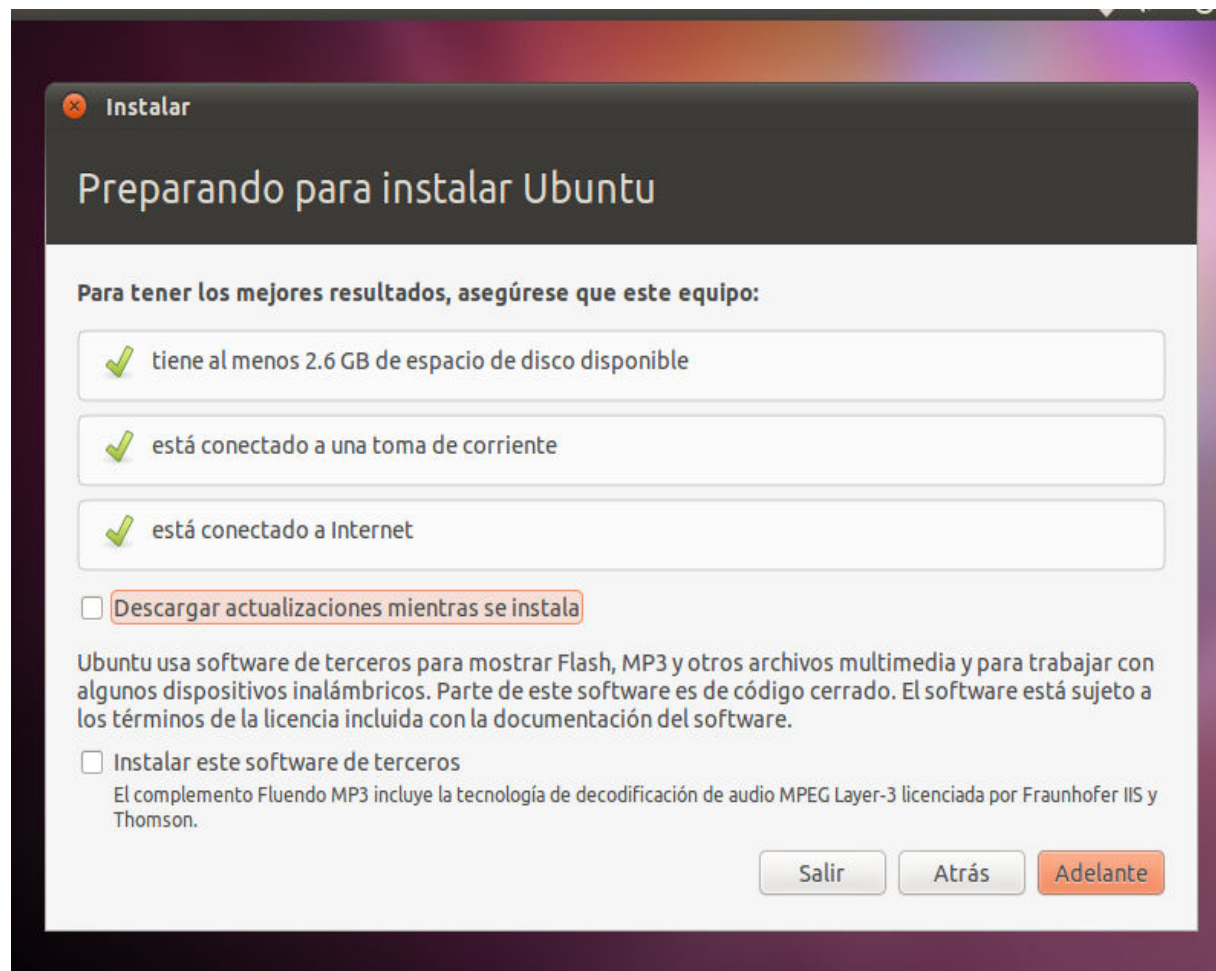 Instalar
Preparando para instalar Ubuntu
Para tener los mejores resultados, asegúrese que este equipo:
tiene al menos 2.6 GB de espacio de disco disponible
está conectado a una toma de corriente
está conectado a Internet
Descargar actualizaciones mientras se instala
Ubuntu usa software de terceros para mostrar Flash, MP3 y otros archivos multimedia y para trabajar con
algunos dispositivos inalámbricos. Parte de este software es de código cerrado. El software está sujeto a
los términos de la licencia incluida con la documentación del software.
Instalar este software de terceros
El complemento Fluendo MP3 incluye la tecnología de decodificación de audio MPEG Layer-3 licenciada por Fraunhofer IIS y
Thomson.
Salir Atrás Adelante